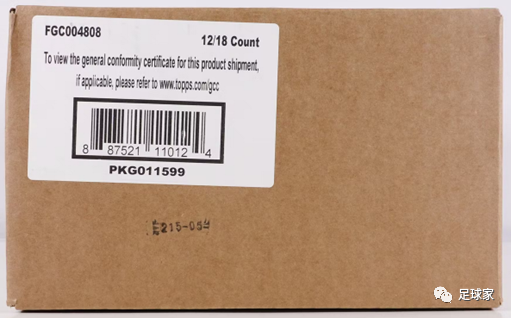 FGC004808
12/18 Count
To view the general conformity certificate for this product shipment,
if applicable, please refer to www.topps.com/gcc
8 87521 11012 4
PKG011599
足球家